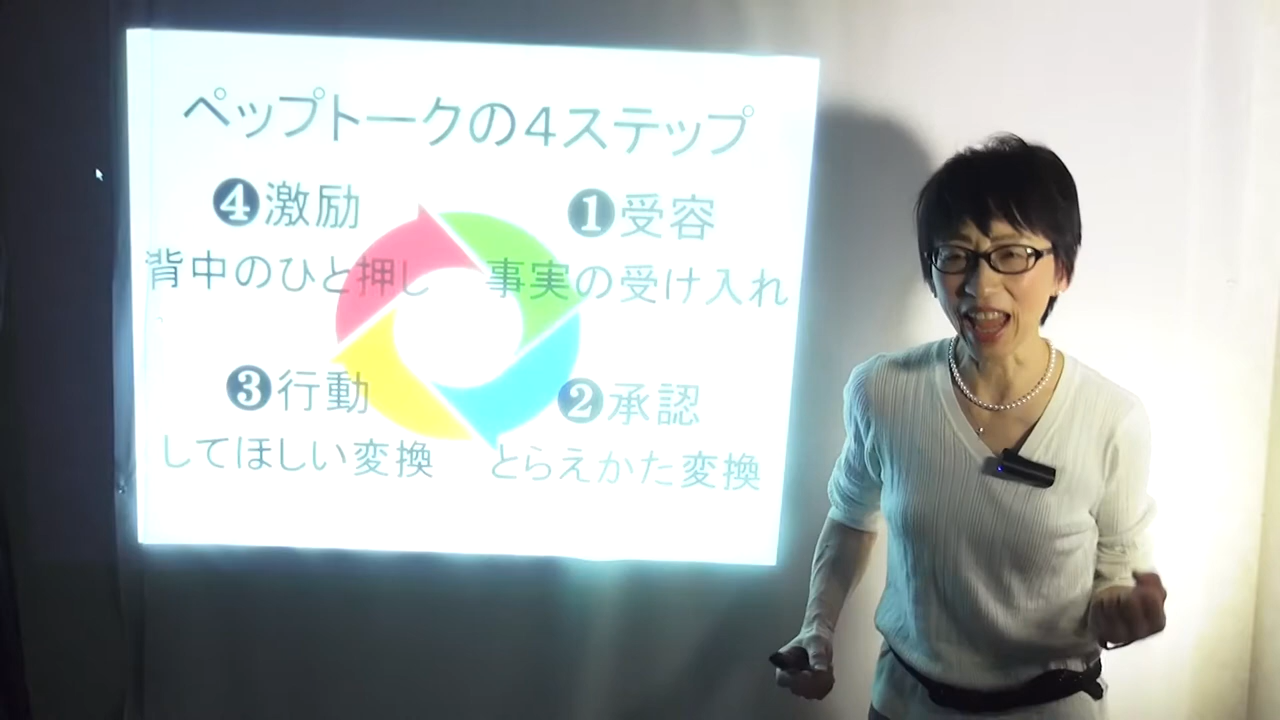 ペップトークの4ステップ
❶受容
事実の受け入れ
❷承認
とらえかた変換
❸行動
してほしい変換
❹激励
背中のひと押し